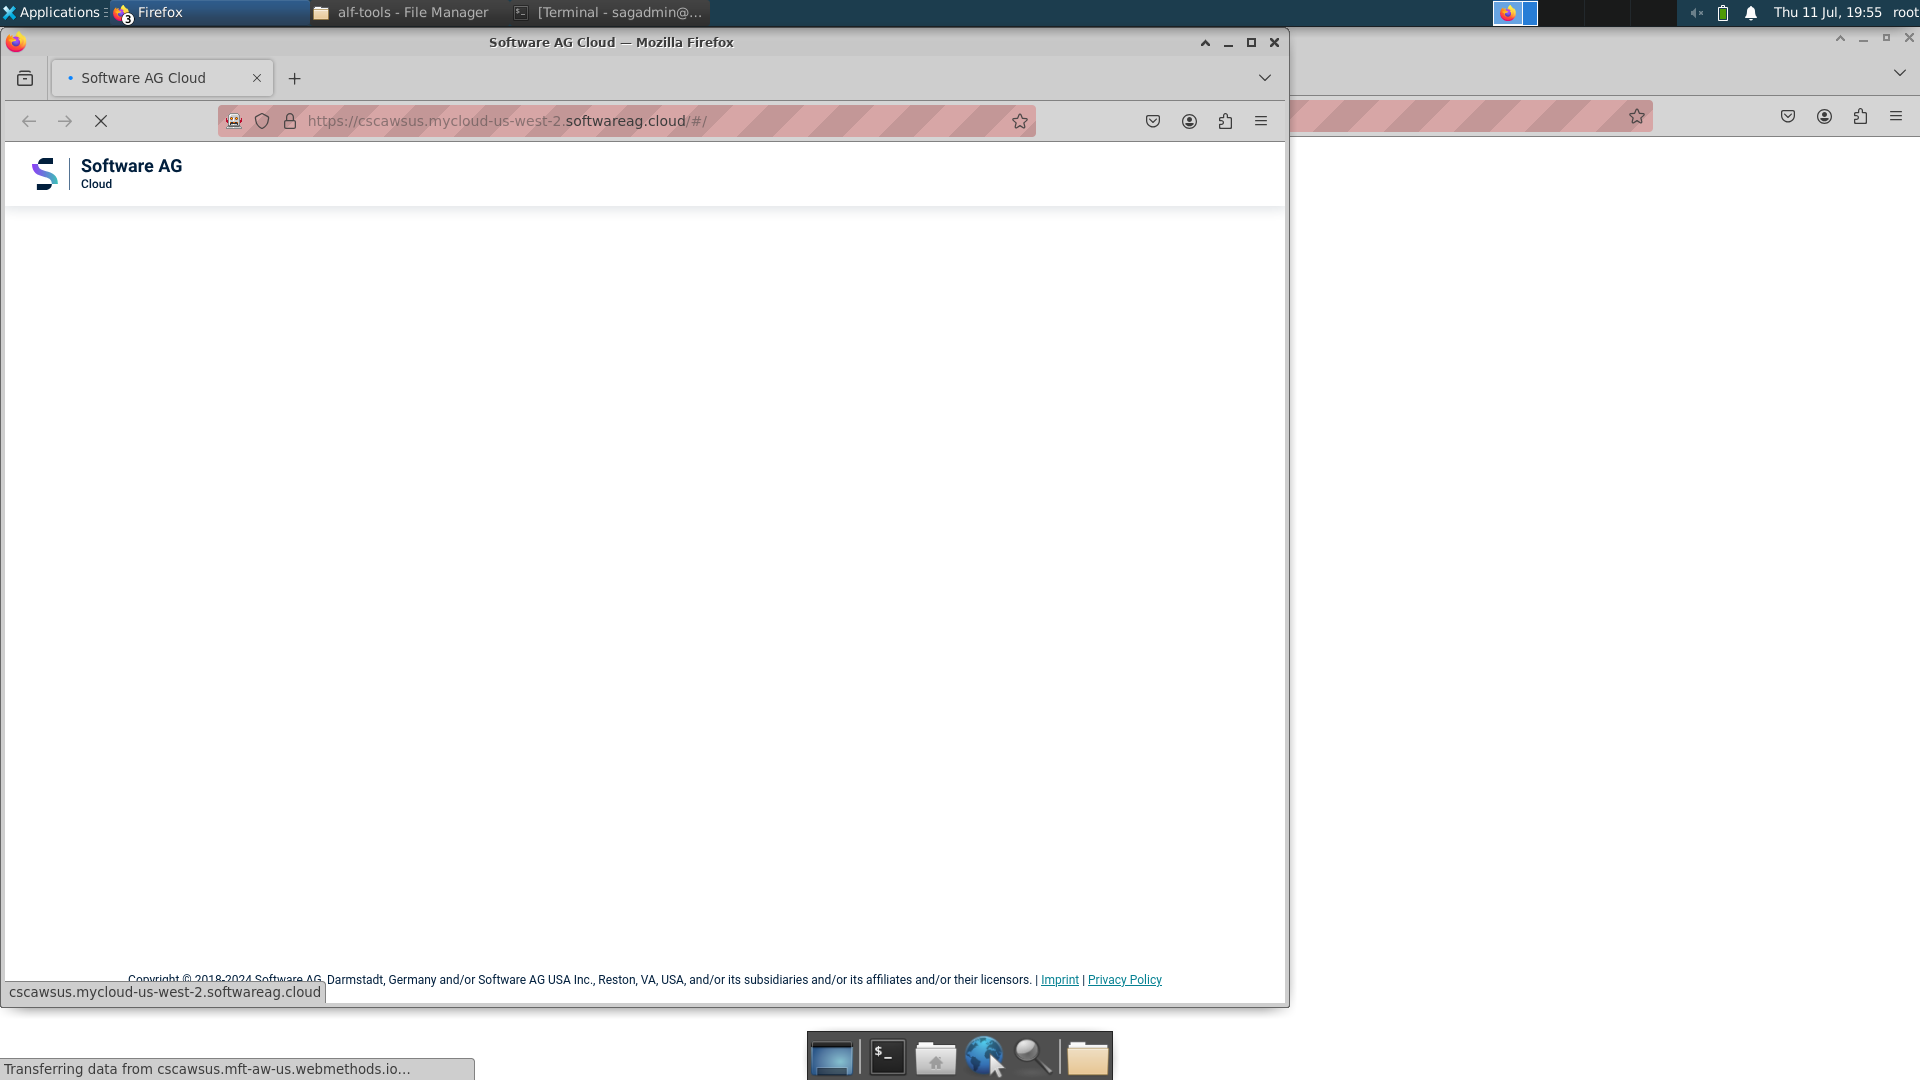 Applications
3
Firefox
alf-tools - File Manager
[Terminal - sagadmin@...
Thu 11 Jul, 19:55
root
Software AG Cloud — Mozilla Firefox
Software AG Cloud
https://cscawsus.mycloud-us-west-2.softwareag.cloud/#/
Software AG
Cloud
Copyright © 2018-2024 Software AG, Darmstadt, Germany and/or Software AG USA Inc., Reston, VA, USA, and/or its subsidiaries and/or its affiliates and/or their licensors. | Imprint | Privacy Policy
cscawsus.mycloud-us-west-2.softwareag.cloud
$_
Transferring data from cscawsus.mft-aw-us.webmethods.io...